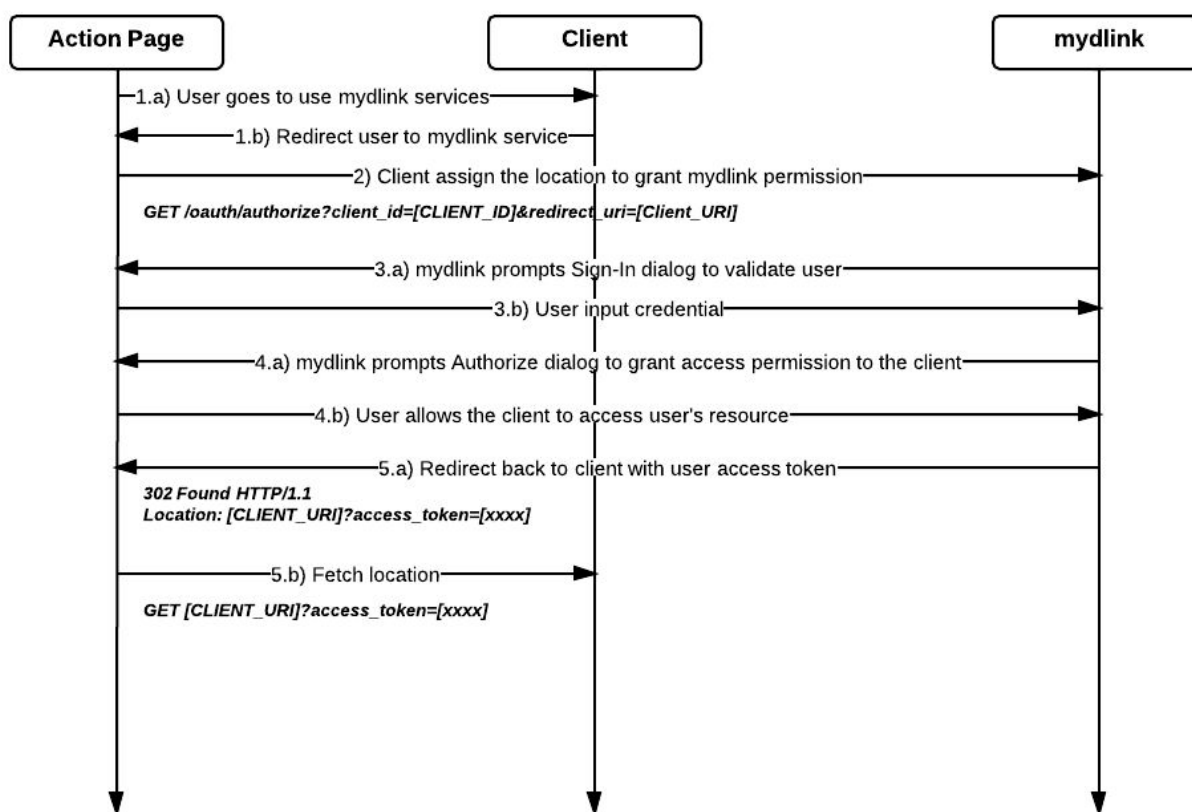 Action Page
Client
mydlink
1.a) User goes to use mydlink services
1.b) Redirect user to mydlink service
2) Client assign the location to grant mydlink permission
GET /oauth/authorize?client_id=[CLIENT_ID]&redirect_uri=[Client_URI]
3.a) mydlink prompts Sign-In dialog to validate user
3.b) User input credential
4.a) mydlink prompts Authorize dialog to grant access permission to the client
4.b) User allows the client to access user's resource
5.a) Redirect back to client with user access token
302 Found HTTP/1.1
Location: [CLIENT_URI]?access_token=[xxxx]
5.b) Fetch location
GET [CLIENT_URI]?access_token=[xxxx]